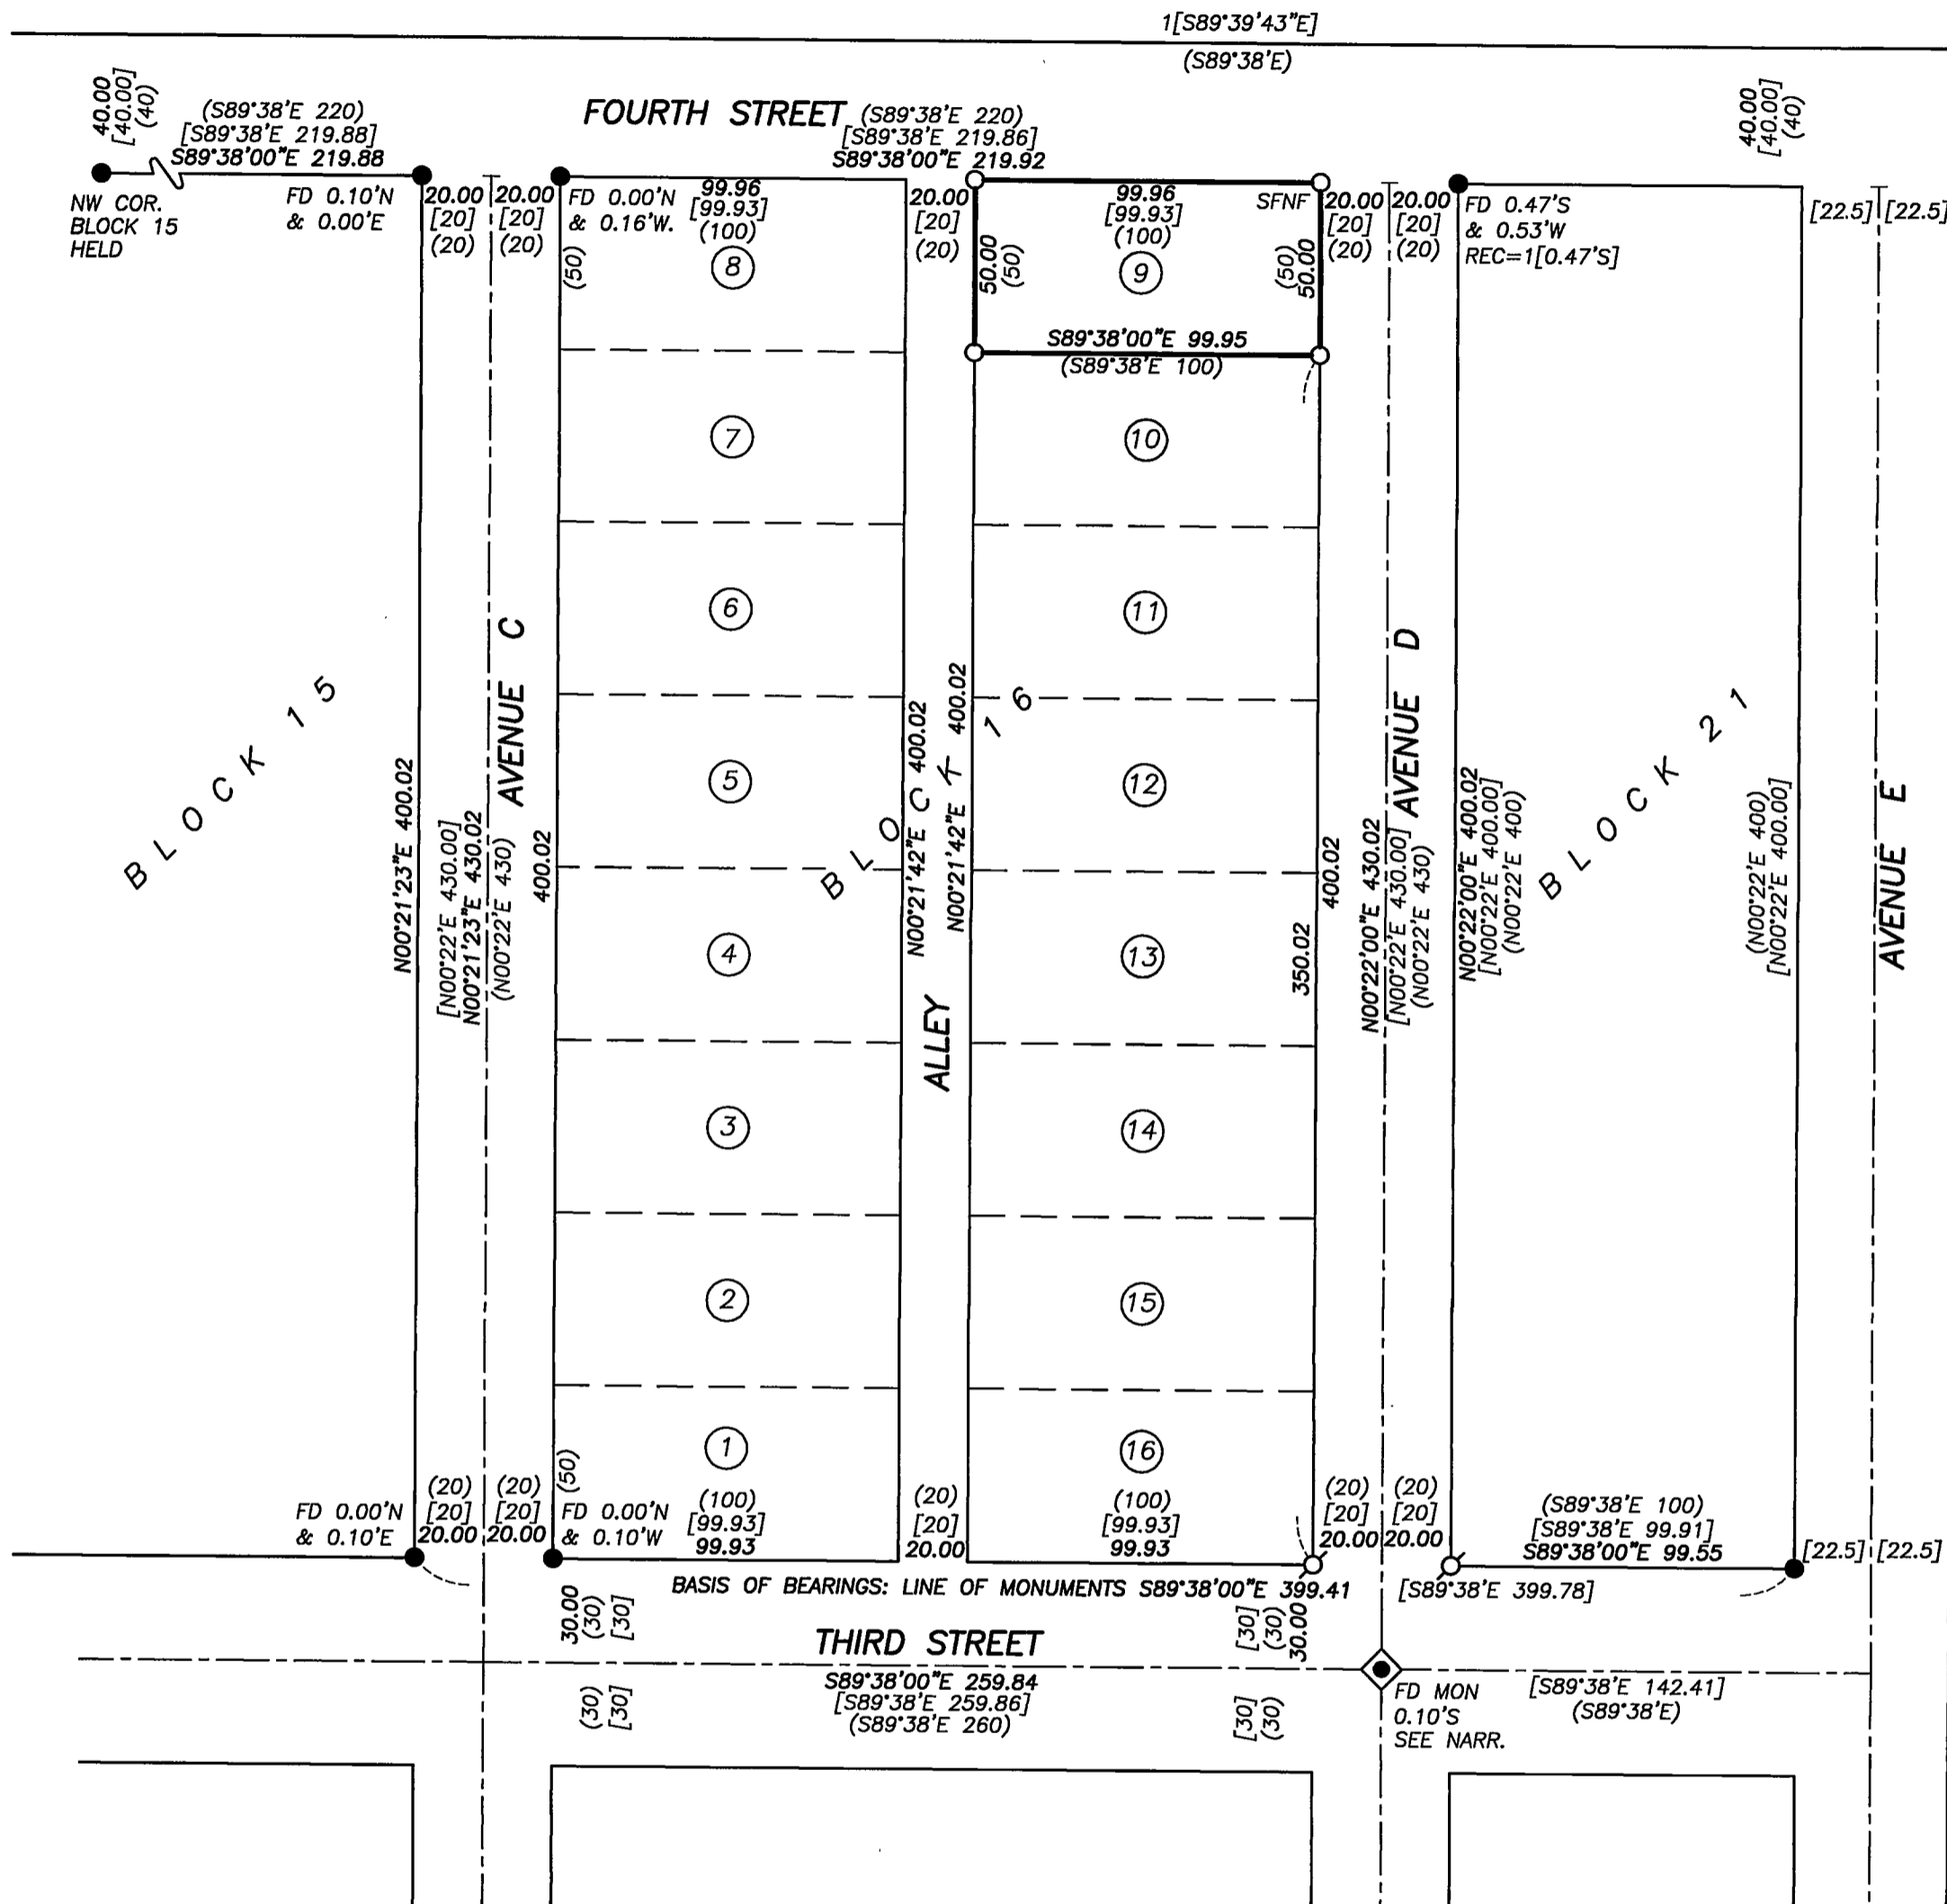 1[S89°39'43"E]
(S89°38'E)
40.00
[40.00]
(40)
(S89°38'E 220)
[S89°38'E 219.88]
S89°38'00"E 219.88
FOURTH STREET
(S89°38'E 220)
[S89°38'E 219.86]
S89°38'00"E 219.92
40.00
[40.00]
(40)
NW COR.
BLOCK 15
HELD
FD 0.10'N
& 0.00'E
20.00
[20]
(20)
20.00
[20]
(20)
FD 0.00'N
& 0.16'W.
99.96
[99.93]
(100)
(50)
8
20.00
[20]
(20)
99.96
[99.93]
(100)
SFNF
50.00
(50)
9
(50)
50.00
20.00
[20]
(20)
20.00
[20]
(20)
FD 0.47'S
& 0.53'W
REC=1[0.47'S]
[22.5]
[22.5]
S89°38'00"E 99.95
(S89°38'E 100)
7
10
6
11
5
12
4
13
3
14
2
15
1
16
BLOCK 15
N00°21'23"E 400.02
[N00°22'E 430.00]
N00°21'23"E 430.02
(N00°22'E 430)
AVENUE C
400.02
BLOCK 16
N00°21'42"E 400.02
N00°21'42"E 400.02
ALLEY
350.02
400.02
N00°22'00"E 430.02
[N00°22'E 430.00]
(N00°22'E 430)
AVENUE D
N00°22'00"E 400.02
[N00°22'E 400.00]
(N00°22'E 400)
BLOCK 21
(N00°22'E 400)
[N00°22'E 400.00]
AVENUE E
FD 0.00'N
& 0.10'E
(20)
[20]
20.00
(20)
[20]
20.00
(50)
FD 0.00'N
& 0.10'W
(100)
[99.93]
99.93
(20)
[20]
20.00
(100)
[99.93]
99.93
(20)
[20]
20.00
(20)
[20]
20.00
(S89°38'E 100)
[S89°38'E 99.91]
S89°38'00"E 99.55
[22.5]
[22.5]
BASIS OF BEARINGS: LINE OF MONUMENTS S89°38'00"E 399.41
[S89°38'E 399.78]
30.00
(30)
[30]
[30]
(30)
30.00
THIRD STREET
S89°38'00"E 259.84
[S89°38'E 259.86]
(S89°38'E 260)
(30)
[30]
[30]
(30)
FD MON
0.10'S
SEE NARR.
[S89°38'E 142.41]
(S89°38'E)